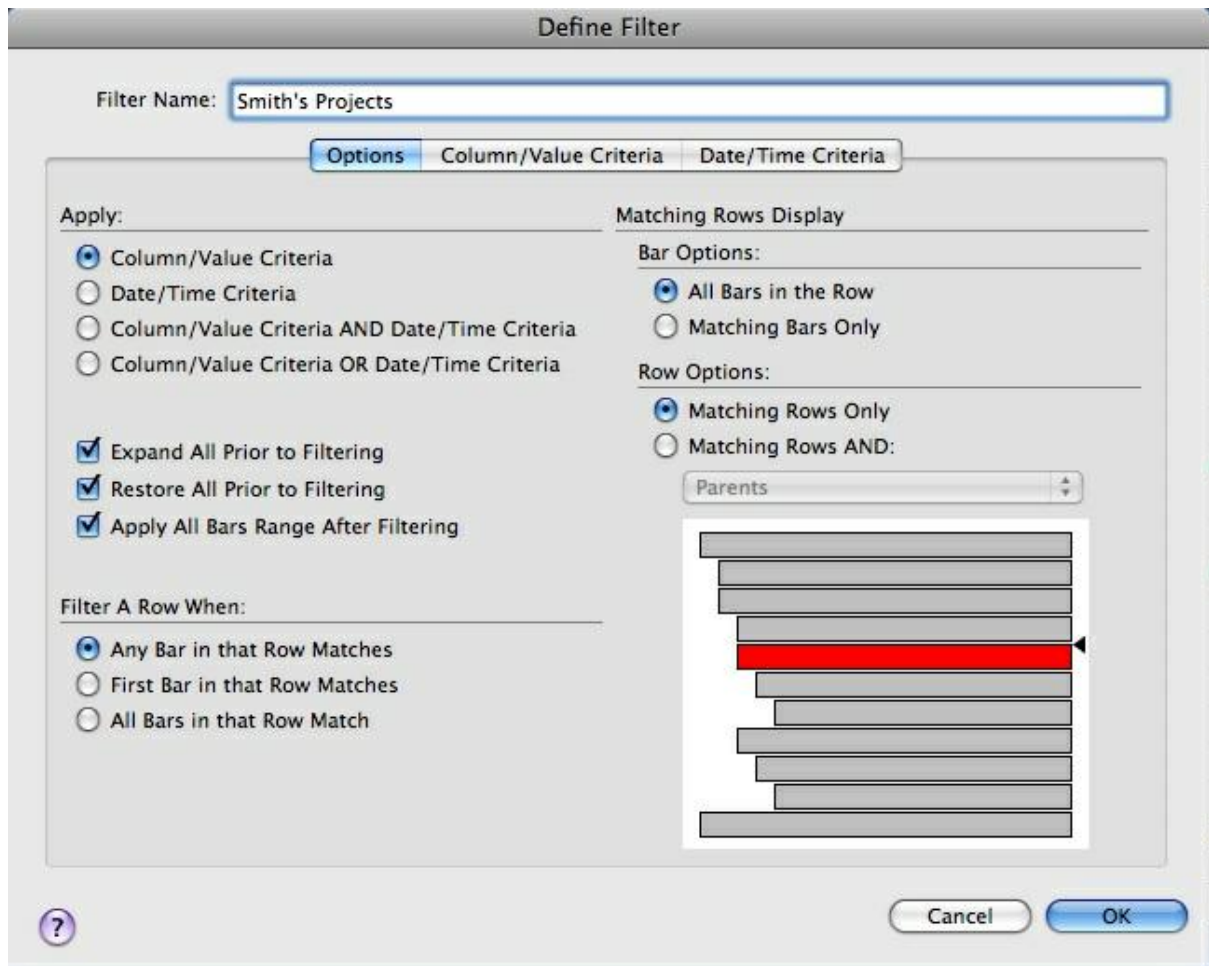 Define Filter
Filter Name: Smith's Projects
Options Column/Value Criteria Date/Time Criteria
Apply:
Column/Value Criteria
Date/Time Criteria
Column/Value Criteria AND Date/Time Criteria
Column/Value Criteria OR Date/Time Criteria
Expand All Prior to Filtering
Restore All Prior to Filtering
Apply All Bars Range After Filtering
Filter A Row When:
Any Bar in that Row Matches
First Bar in that Row Matches
All Bars in that Row Match
Matching Rows Display
Bar Options:
All Bars in the Row
Matching Bars Only
Row Options:
Matching Rows Only
Matching Rows AND:
Parents
?
Cancel
OK